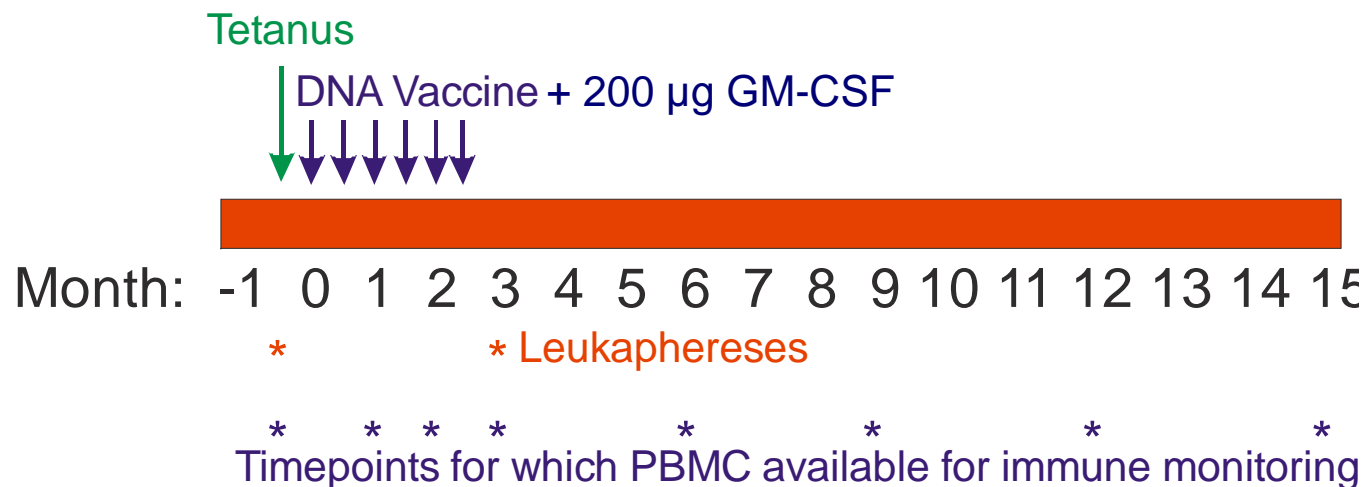 Tetanus
DNA Vaccine + 200 µg GM-CSF
Month: -1 0 1 2 3 4 5 6 7 8 9 10 11 12 13 14 15
* * Leukaphereses
* * * * * * * *
Timepoints for which PBMC available for immune monitoring